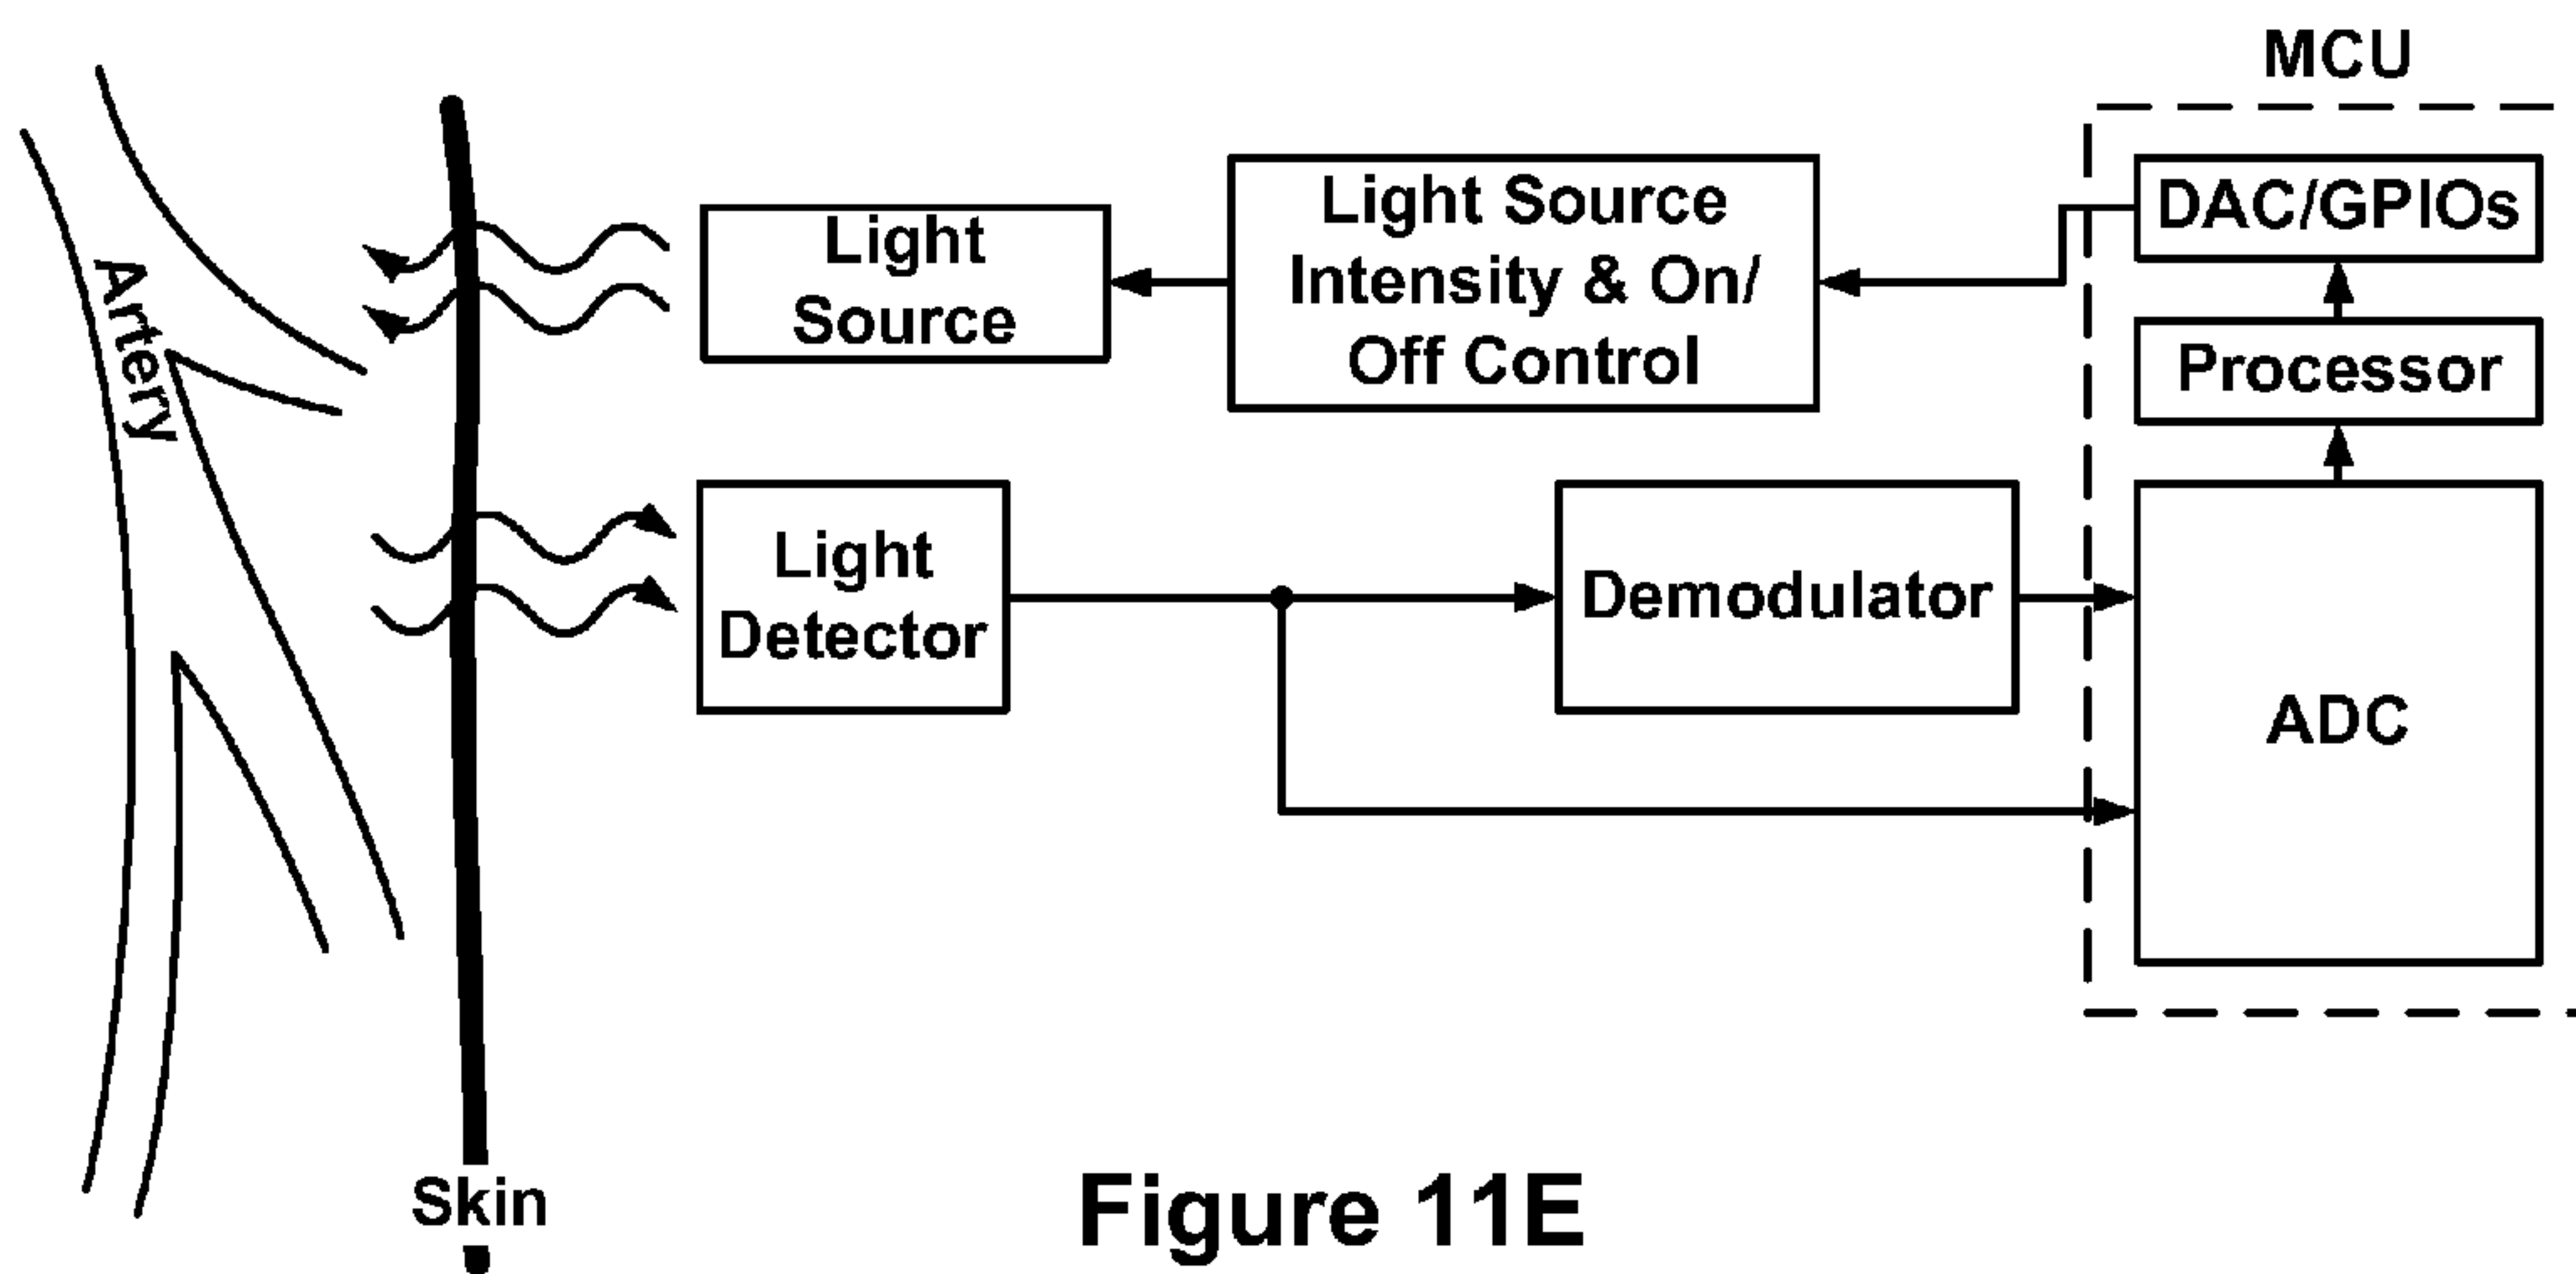 MCU
Light Source
Intensity & On/
Off Control
DAC/GPIOs
Light
Source
Artery
Processor
Light
Detector
Demodulator
ADC
Skin
Figure 11E